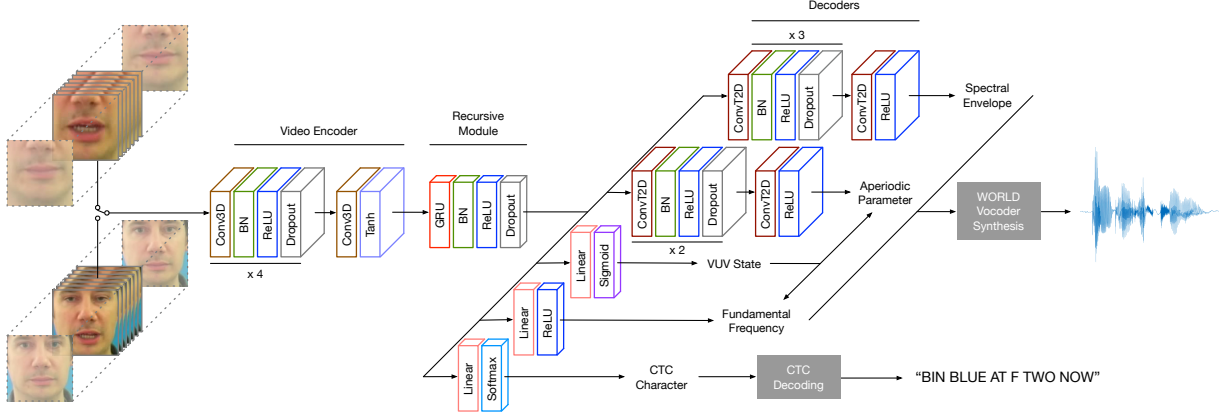 Decoders
x 3
ConvT2D
BN
ReLU
Dropout
ConvT2D
ReLU
Spectral
Envelope
Video Encoder
Recursive
Module
Conv3D
BN
ReLU
Dropout
x 4
Conv3D
Tanh
GRU
BN
ReLU
Dropout
ConvT2D
BN
ReLU
Dropout
x 2
ConvT2D
ReLU
Aperiodic
Parameter
WORLD
Vocoder
Synthesis
Linear
Sigmoid
VUV State
Linear
ReLU
Fundamental
Frequency
Linear
Softmax
CTC
Character
CTC
Decoding
“BIN BLUE AT F TWO NOW”